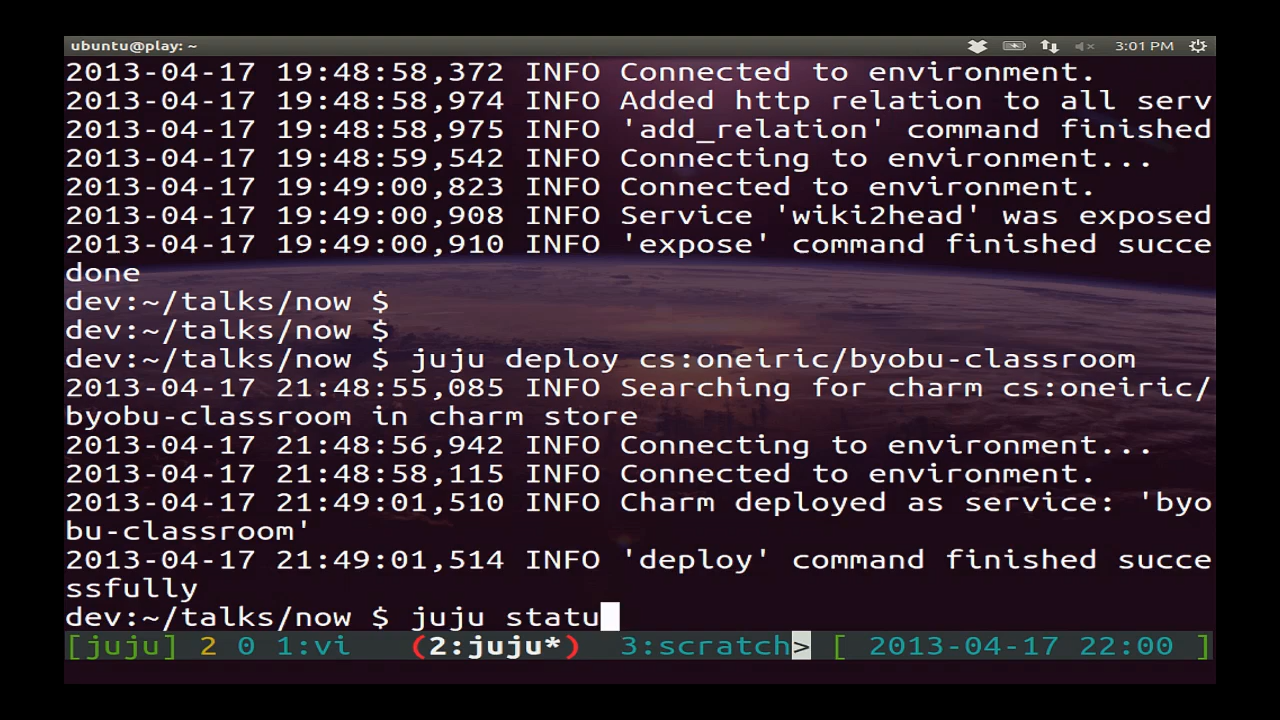 ubuntu@play: ~ 3:01 PM
2013-04-17 19:48:58,372 INFO Connected to environment.
2013-04-17 19:48:58,974 INFO Added http relation to all serv
2013-04-17 19:48:58,975 INFO 'add_relation' command finished
2013-04-17 19:48:59,542 INFO Connecting to environment...
2013-04-17 19:49:00,823 INFO Connected to environment.
2013-04-17 19:49:00,908 INFO Service 'wiki2head' was exposed
2013-04-17 19:49:00,910 INFO 'expose' command finished succe
done
dev:~/talks/now $
dev:~/talks/now $
dev:~/talks/now $ juju deploy cs:oneiric/byobu-classroom
2013-04-17 21:48:55,085 INFO Searching for charm cs:oneiric/
byobu-classroom in charm store
2013-04-17 21:48:56,942 INFO Connecting to environment...
2013-04-17 21:48:58,115 INFO Connected to environment.
2013-04-17 21:49:01,510 INFO Charm deployed as service: 'byo
bu-classroom'
2013-04-17 21:49:01,514 INFO 'deploy' command finished succe
ssfully
dev:~/talks/now $ juju statu
[juju] 2 0 1:vi (2:juju*) 3:scratch> [ 2013-04-17 22:00 ]